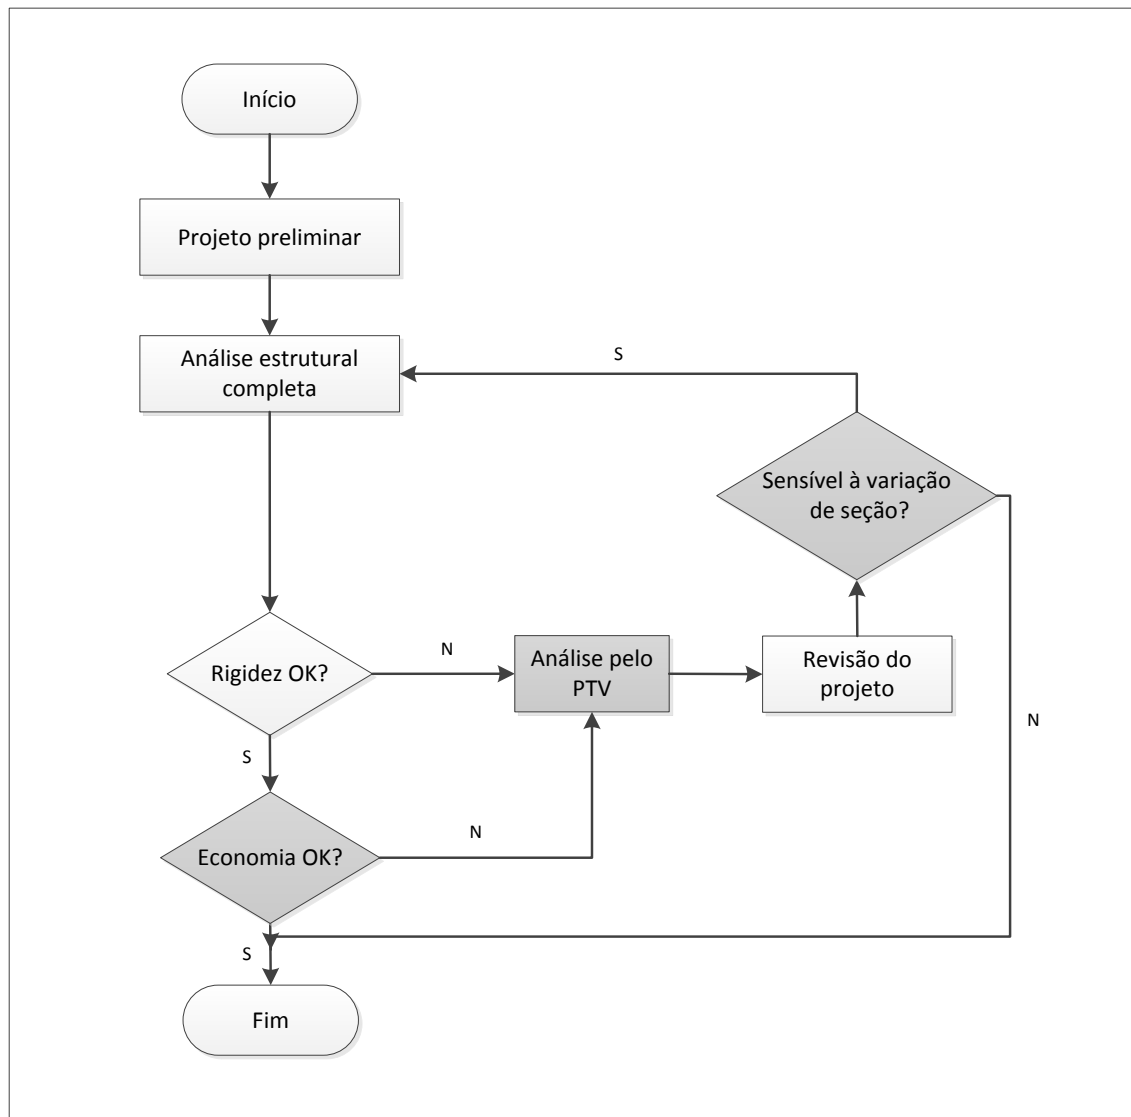 Início
Projeto preliminar
Análise estrutural
completa
S
Sensível à variação
de seção?
Rigidez OK?
N
Análise pelo
PTV
Revisão do
projeto
N
S
Economia OK?
N
S
Fim